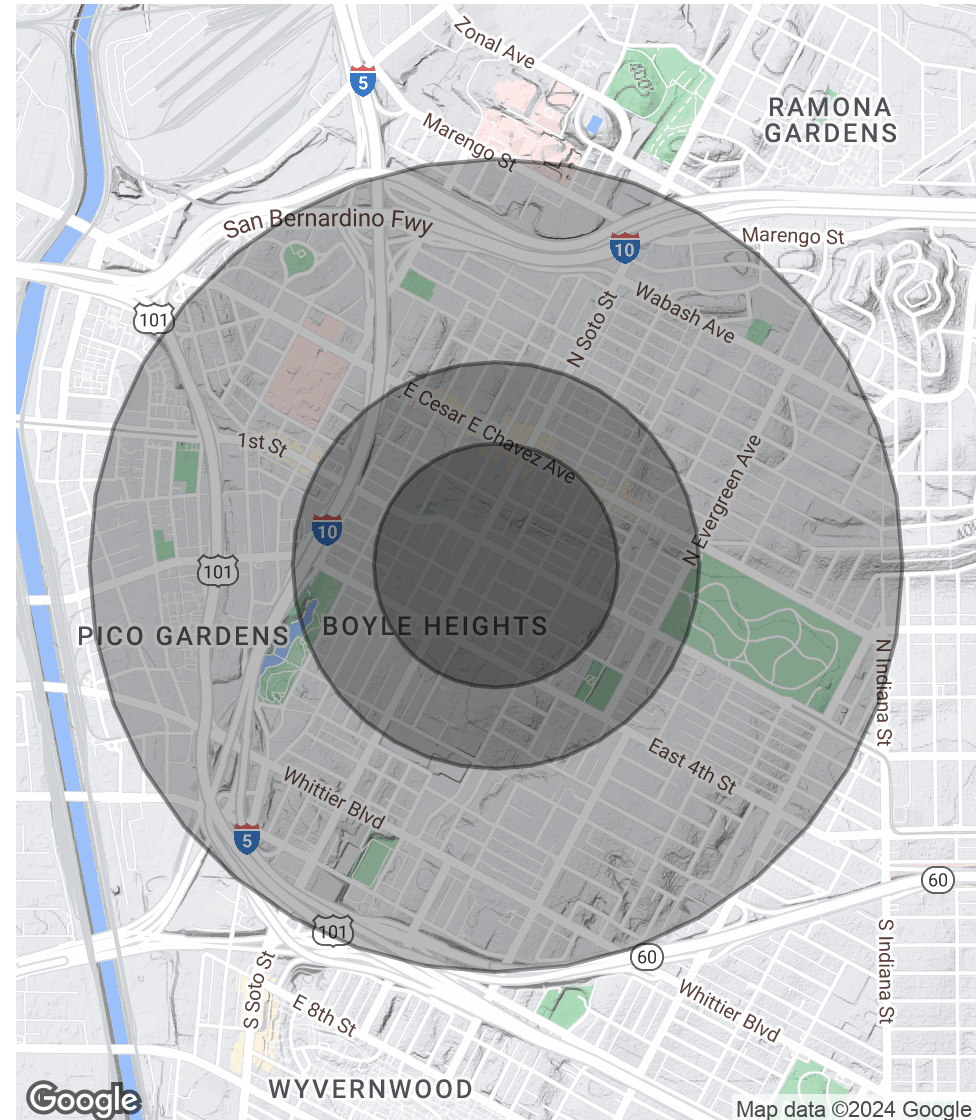 Zonal Ave
5
RAMONA
GARDENS
Marengo St
San Bernardino Fwy
Marengo St
10
101
Wabash Ave
N Soto St
E Cesar E Chavez Ave
1st St
N Evergreen Ave
10
101
PICO GARDENS
BOYLE HEIGHTS
N Indiana St
East 4th St
Whittier Blvd
5
60
101
60
S Indiana St
S Soto St
E 8th St
Whittier Blvd
WYVERNWOOD
Google
Map data ©2024 Google